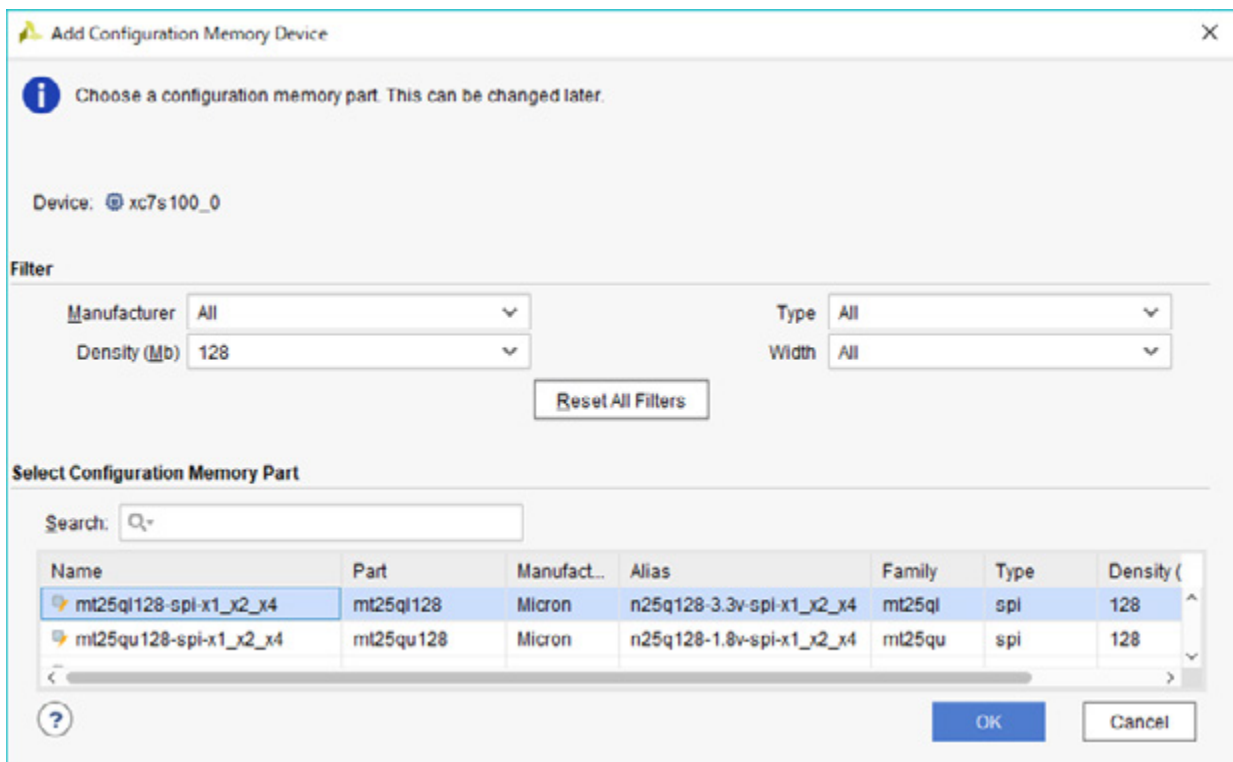 Add Configuration Memory Device
Choose a configuration memory part. This can be changed later.
Device: xc7s100_0
Filter
Manufacturer All Type All
Density (Mb) 128 Width All
Reset All Filters
Select Configuration Memory Part
Search:
Name Part Manufact... Alias Family Type Density (
mt25ql128-spi-x1_x2_x4 mt25ql128 Micron n25q128-3.3v-spi-x1_x2_x4 mt25ql spi 128
mt25qu128-spi-x1_x2_x4 mt25qu128 Micron n25q128-1.8v-spi-x1_x2_x4 mt25qu spi 128
? OK Cancel